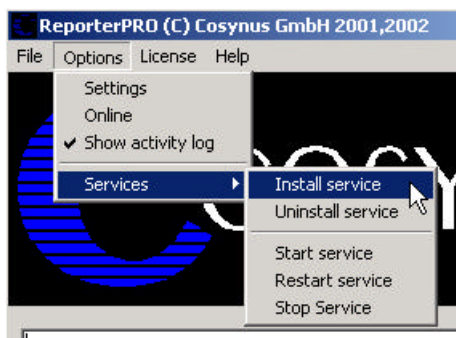 ReporterPRO (C) Cosynus GmbH 2001,2002
File Options License Help
Settings
Online
Show activity log
Services
Install service
Uninstall service
Start service
Restart service
Stop Service